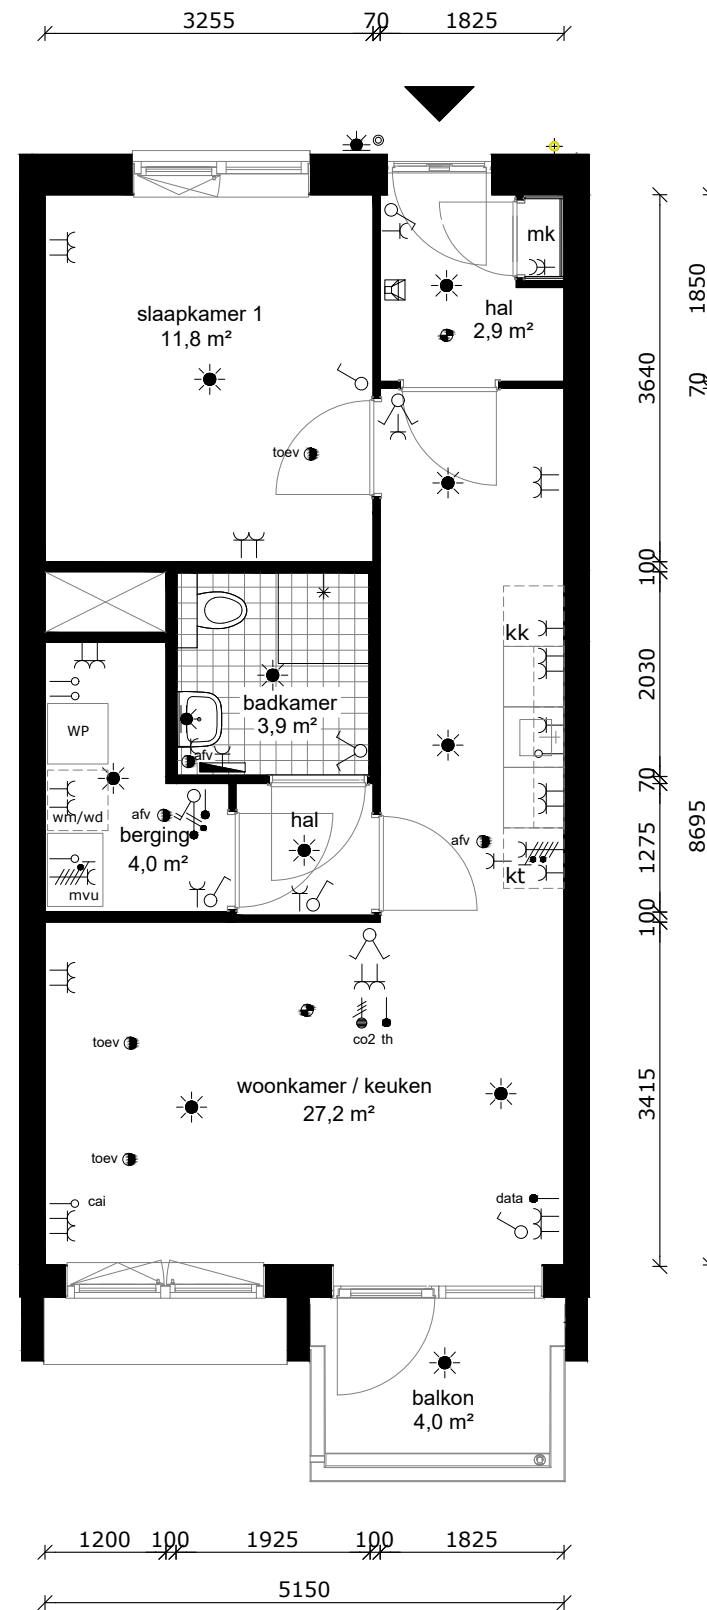 3255
70
1825
mk
slaapkamer 1
11,8 m²
hal
2,9 m²
toev
3640
1850
70
100
kk
2030
badkamer
3,9 m²
afv
WP
wm/wd
afv
berging
4,0 m²
mvu
hal
afv
kt
70
1275
100
8695
co2 th
toev
woonkamer / keuken
27,2 m²
3415
toev
cai
data
balkon
4,0 m²
1200
100
1925
100
1825
5150